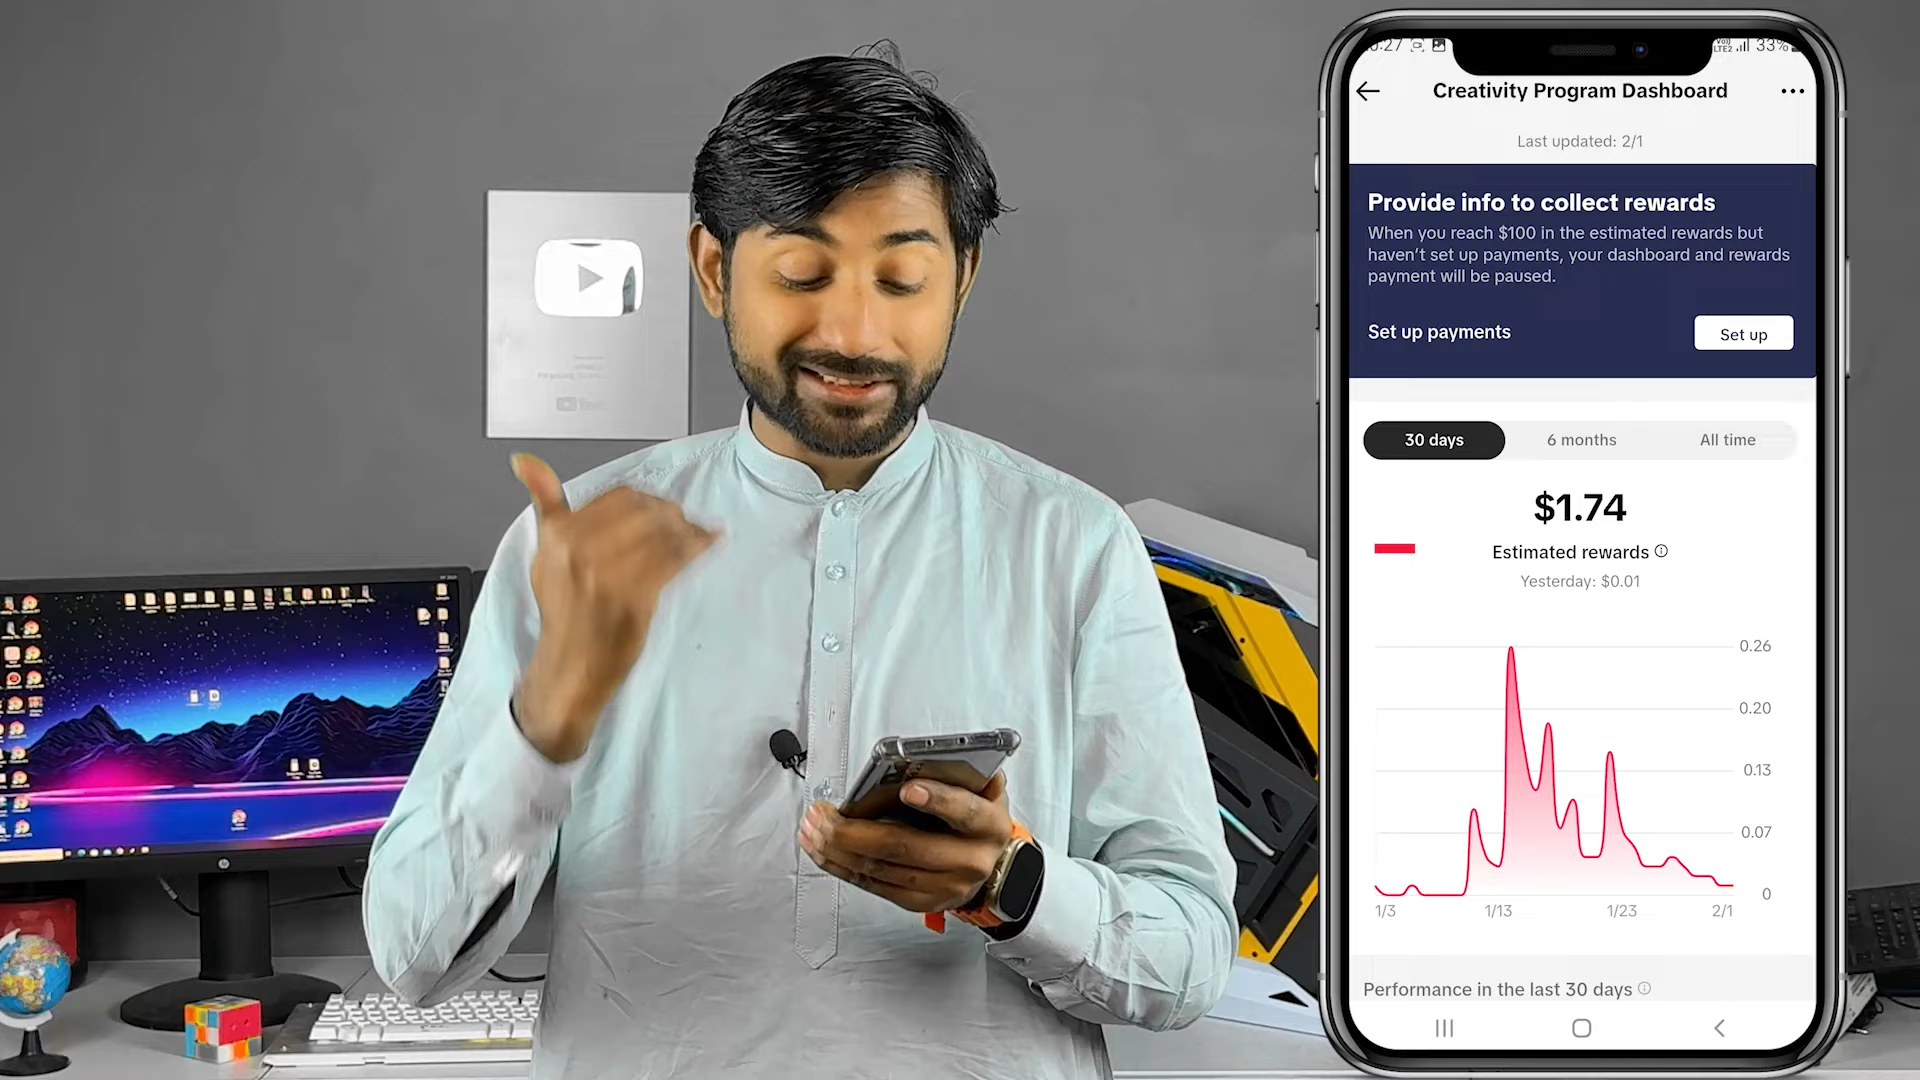 33%
Creativity Program Dashboard
Last updated: 2/1
Provide info to collect rewards
When you reach $100 in the estimated rewards but
haven't set up payments, your dashboard and rewards
payment will be paused.
Set up payments
Set up
30 days
6 months
All time
$1.74
Estimated rewards
Yesterday: $0.01
0.26
0.20
0.13
0.07
0
1/3
1/13
1/23
2/1
Performance in the last 30 days
hp